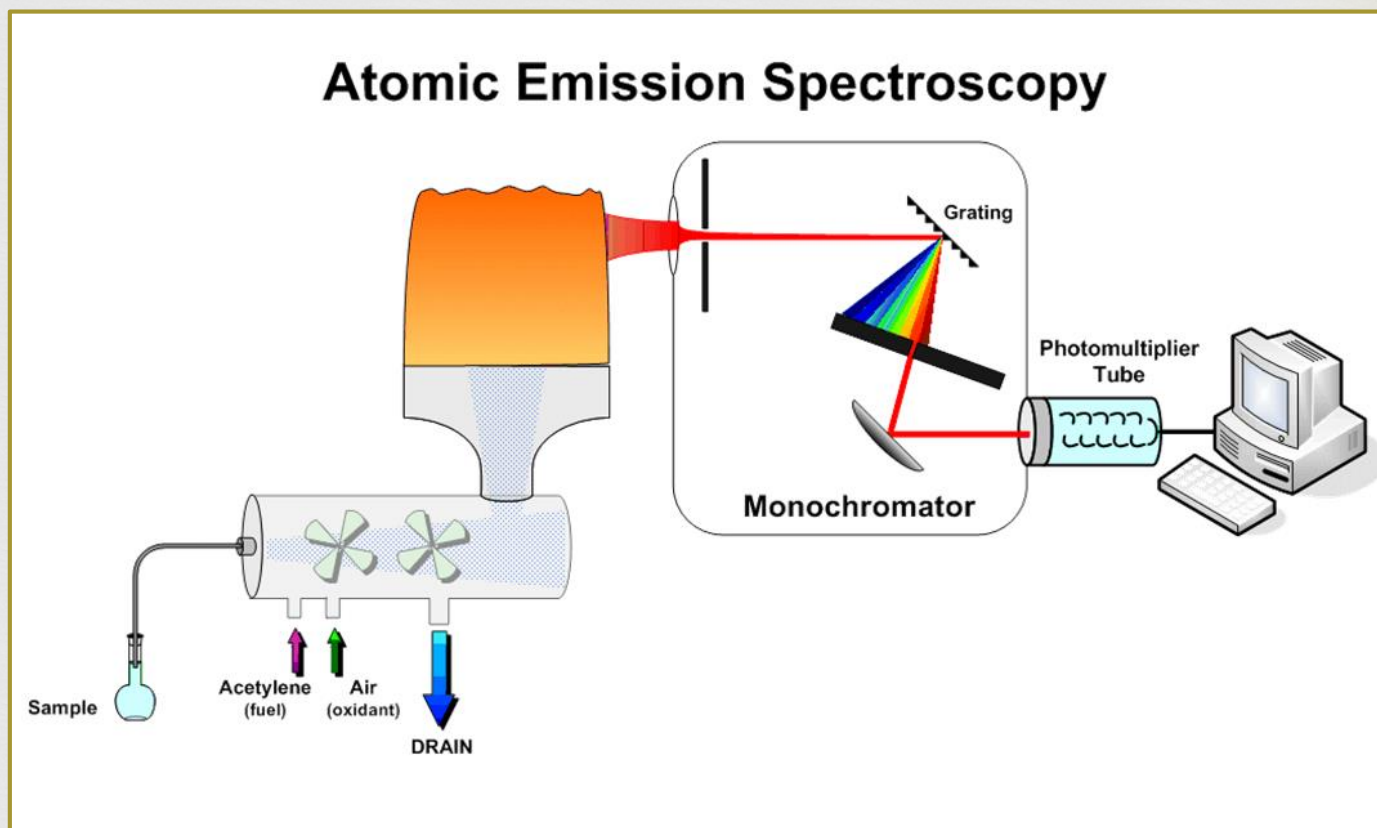 Atomic Emission Spectroscopy
Grating
Photomultiplier
Tube
Monochromator
Sample
Acetylene
(fuel)
Air
(oxidant)
DRAIN